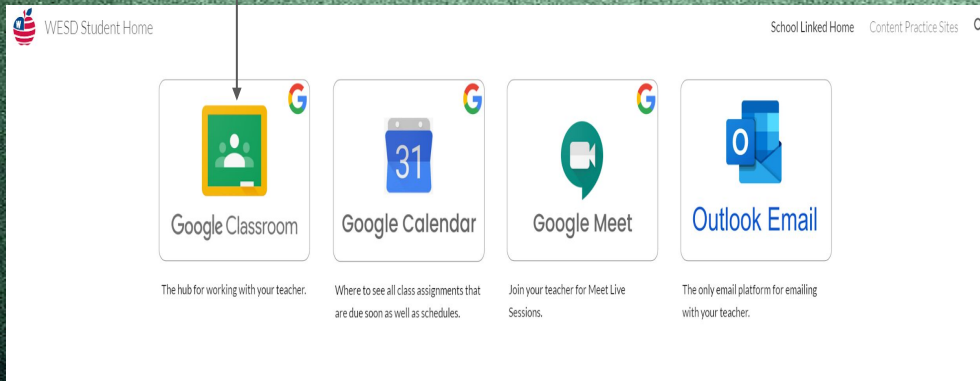 WESD Student Home
School Linked Home
Content Practice Sites
G
Google Classroom
The hub for working with your teacher.
G
31
Google Calendar
Where to see all class assignments that
are due soon as well as schedules.
G
Google Meet
Join your teacher for Meet Live
Sessions.
O
Outlook Email
The only email platform for emailing
with your teacher.